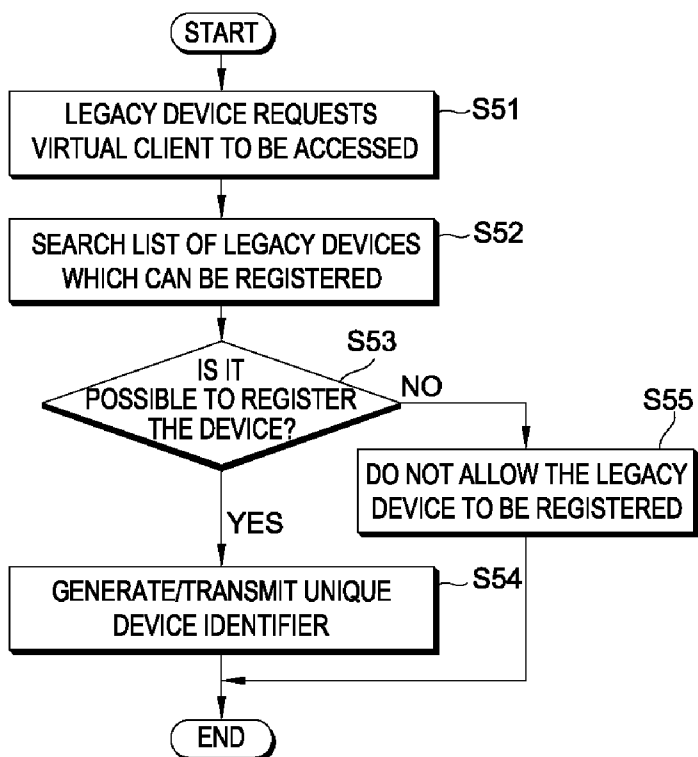 START
LEGACY DEVICE REQUESTS
VIRTUAL CLIENT TO BE ACCESSED
S51
SEARCH LIST OF LEGACY DEVICES
WHICH CAN BE REGISTERED
S52
S53
IS IT
POSSIBLE TO REGISTER
THE DEVICE?
NO
S55
DO NOT ALLOW THE LEGACY
DEVICE TO BE REGISTERED
YES
GENERATE/TRANSMIT UNIQUE
DEVICE IDENTIFIER
S54
END